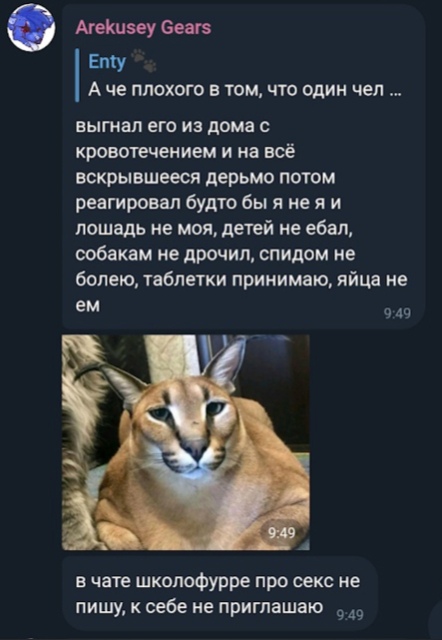 Arekusey Gears
Enty
А че плохого в том, что один чел ...
выгнал его из дома с
кровотечением и на всё
вскрывшееся дерьмо потом
реагировал будто бы я не я и
лошадь не моя, детей не ебал,
собакам не дрочил, спидом не
болею, таблетки принимаю, яйца не
ем
9:49
9:49
в чате школофурре про секс не
пишу, к себе не приглашаю
9:49